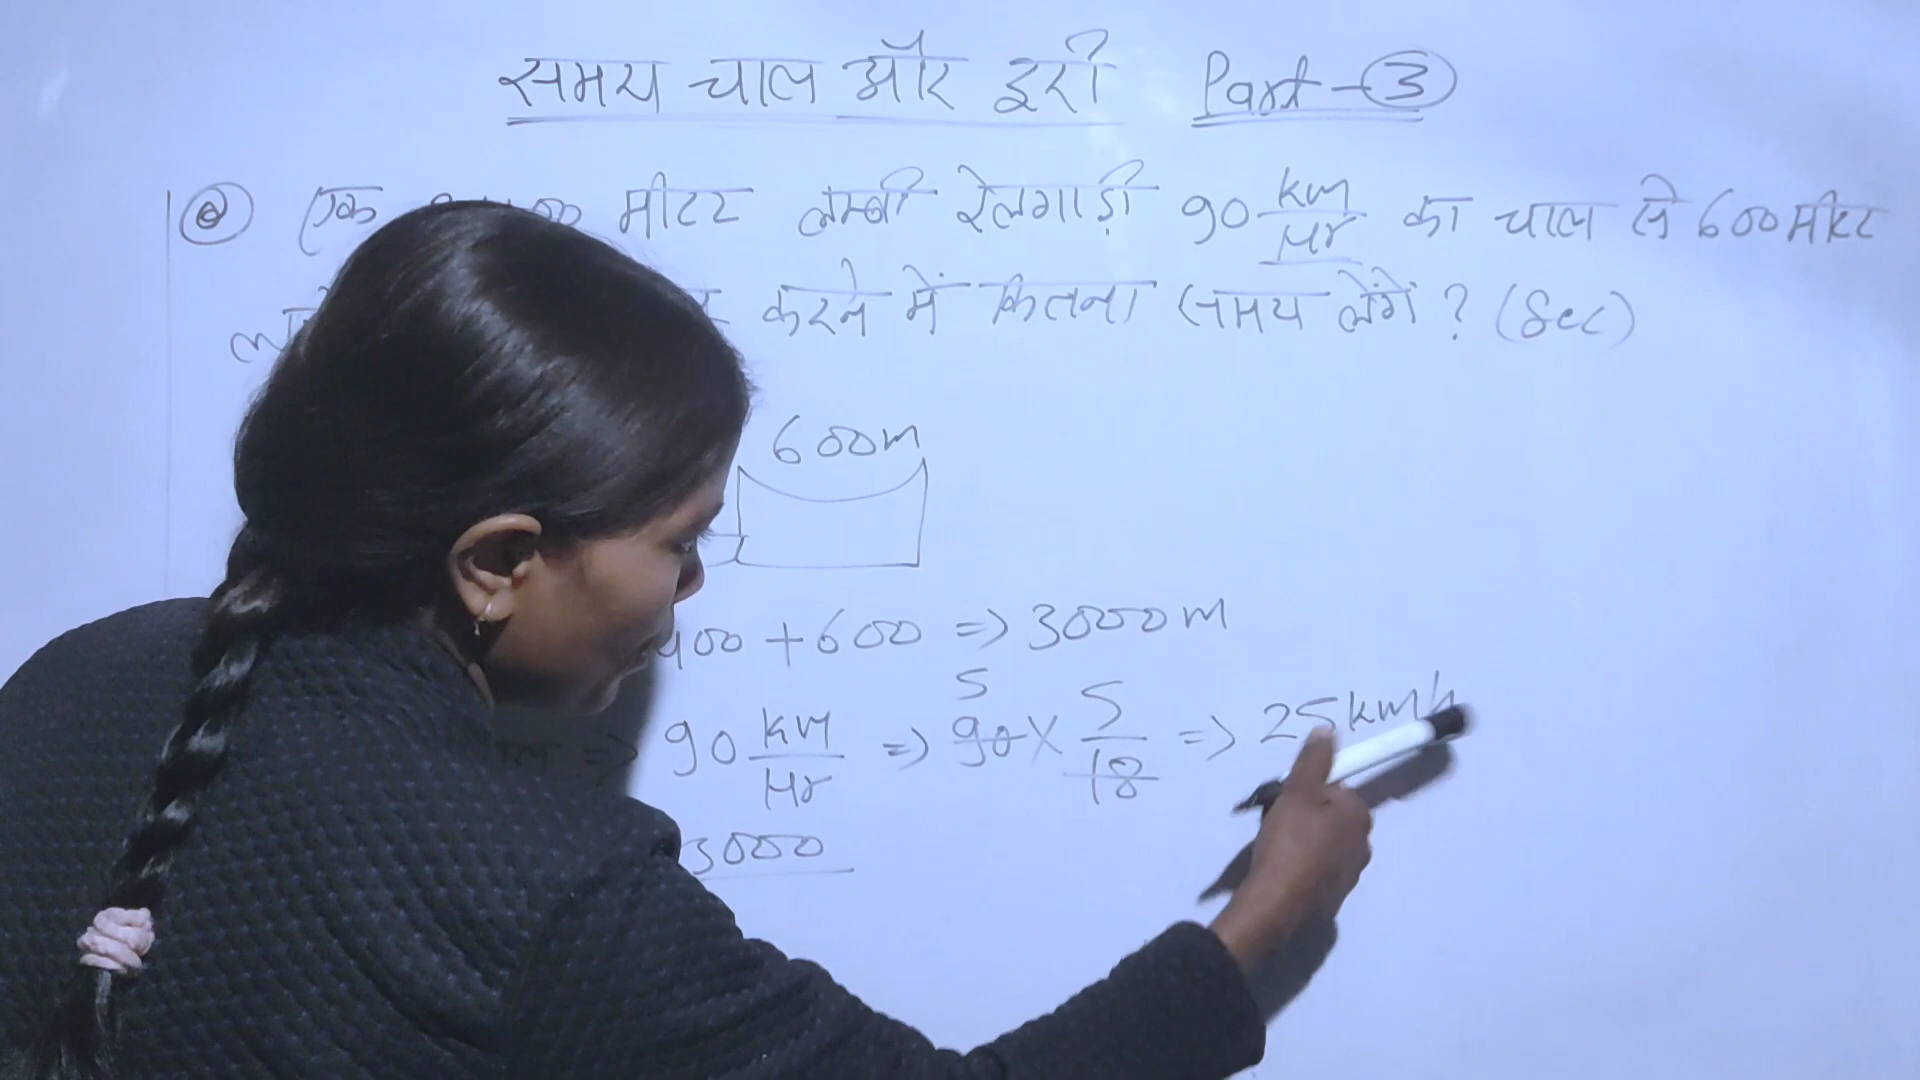 समय चाल और दूरी Part-3
एक मीटर लम्बी रेलगाड़ी 90 km/Hr का चाल से 600 मीटर
करने में कितना समय लेंगे ? (Sec)
600m
400 + 600 => 3000m
5
=> 90 km/Hr => 90 × 5/18 => 25 km/h
3000